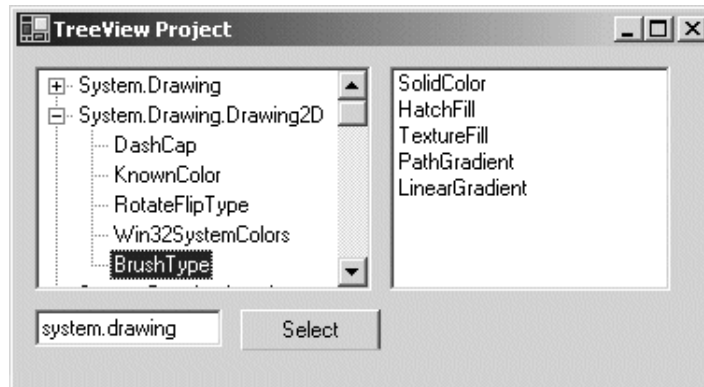 TreeView Project
System.Drawing
System.Drawing.Drawing2D
DashCap
KnownColor
RotateFlipType
Win32SystemColors
BrushType
SolidColor
HatchFill
TextureFill
PathGradient
LinearGradient
system.drawing
Select